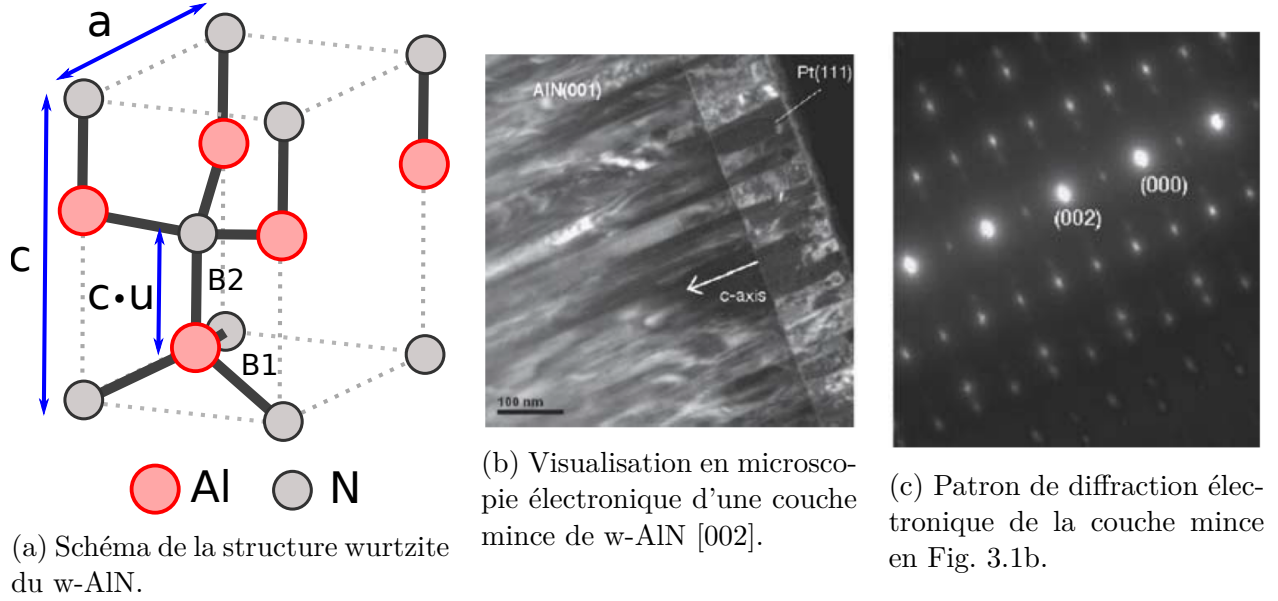 a
c
c·u
B2
B1
Al
N
(a) Schéma de la structure wurtzite
du w-AlN.
AlN(001)
Pt(111)
c-axis
100 nm
(b) Visualisation en microsco-
pie électronique d'une couche
mince de w-AlN [002].
(000)
(002)
(c) Patron de diffraction élec-
tronique de la couche mince
en Fig. 3.1b.